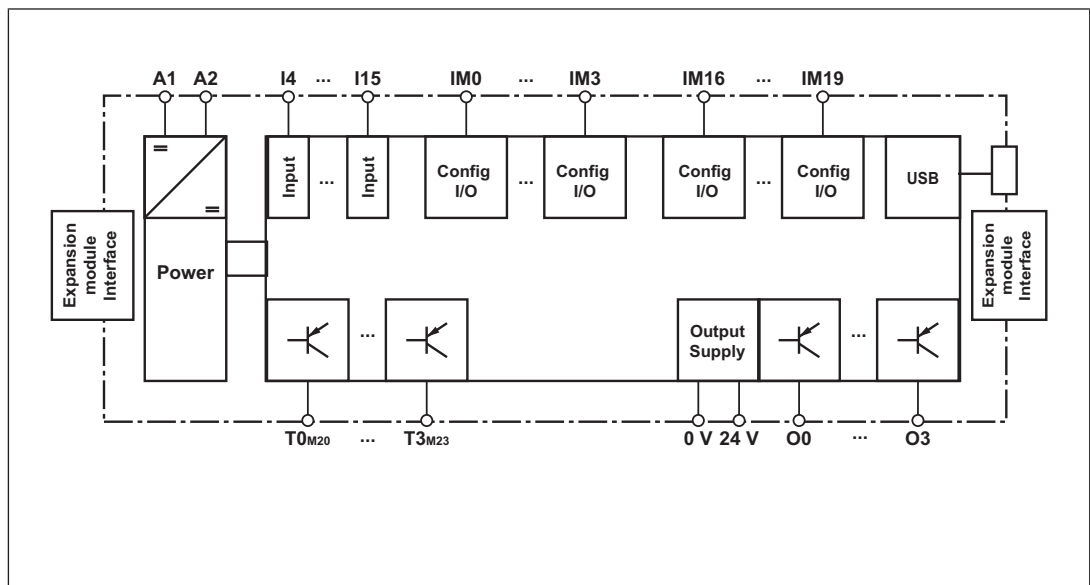 A1 A2 I4 ... I15 IM0 ... IM3 IM16 ... IM19
Input ... Input Config I/O ... Config I/O Config I/O ... Config I/O USB
Expansion module Interface
Power
Expansion module Interface
... Output Supply ...
T0M20 ... T3M23 0 V 24 V O0 ... O3